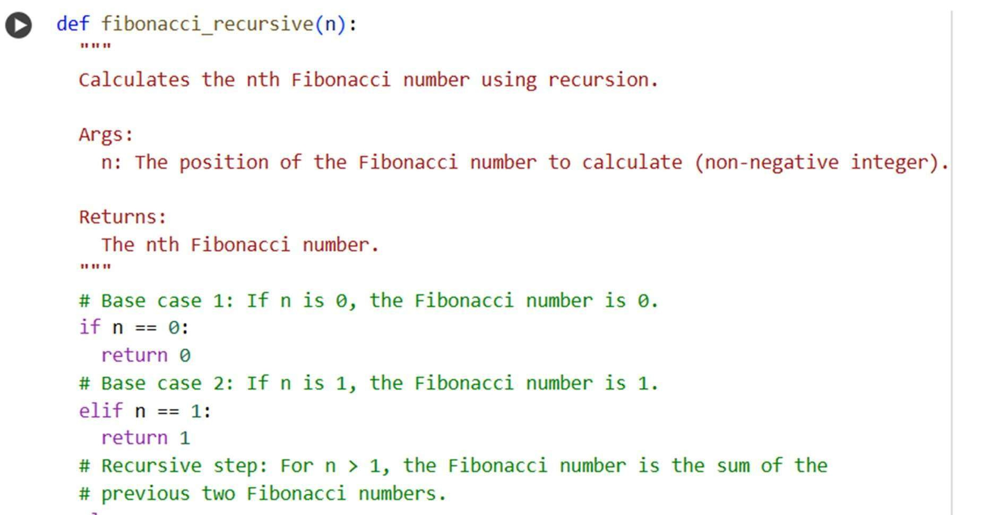 def fibonacci_recursive(n):
"""
Calculates the nth Fibonacci number using recursion.
Args:
n: The position of the Fibonacci number to calculate (non-negative integer).
Returns:
The nth Fibonacci number.
"""
# Base case 1: If n is 0, the Fibonacci number is 0.
if n == 0:
return 0
# Base case 2: If n is 1, the Fibonacci number is 1.
elif n == 1:
return 1
# Recursive step: For n > 1, the Fibonacci number is the sum of the
# previous two Fibonacci numbers.